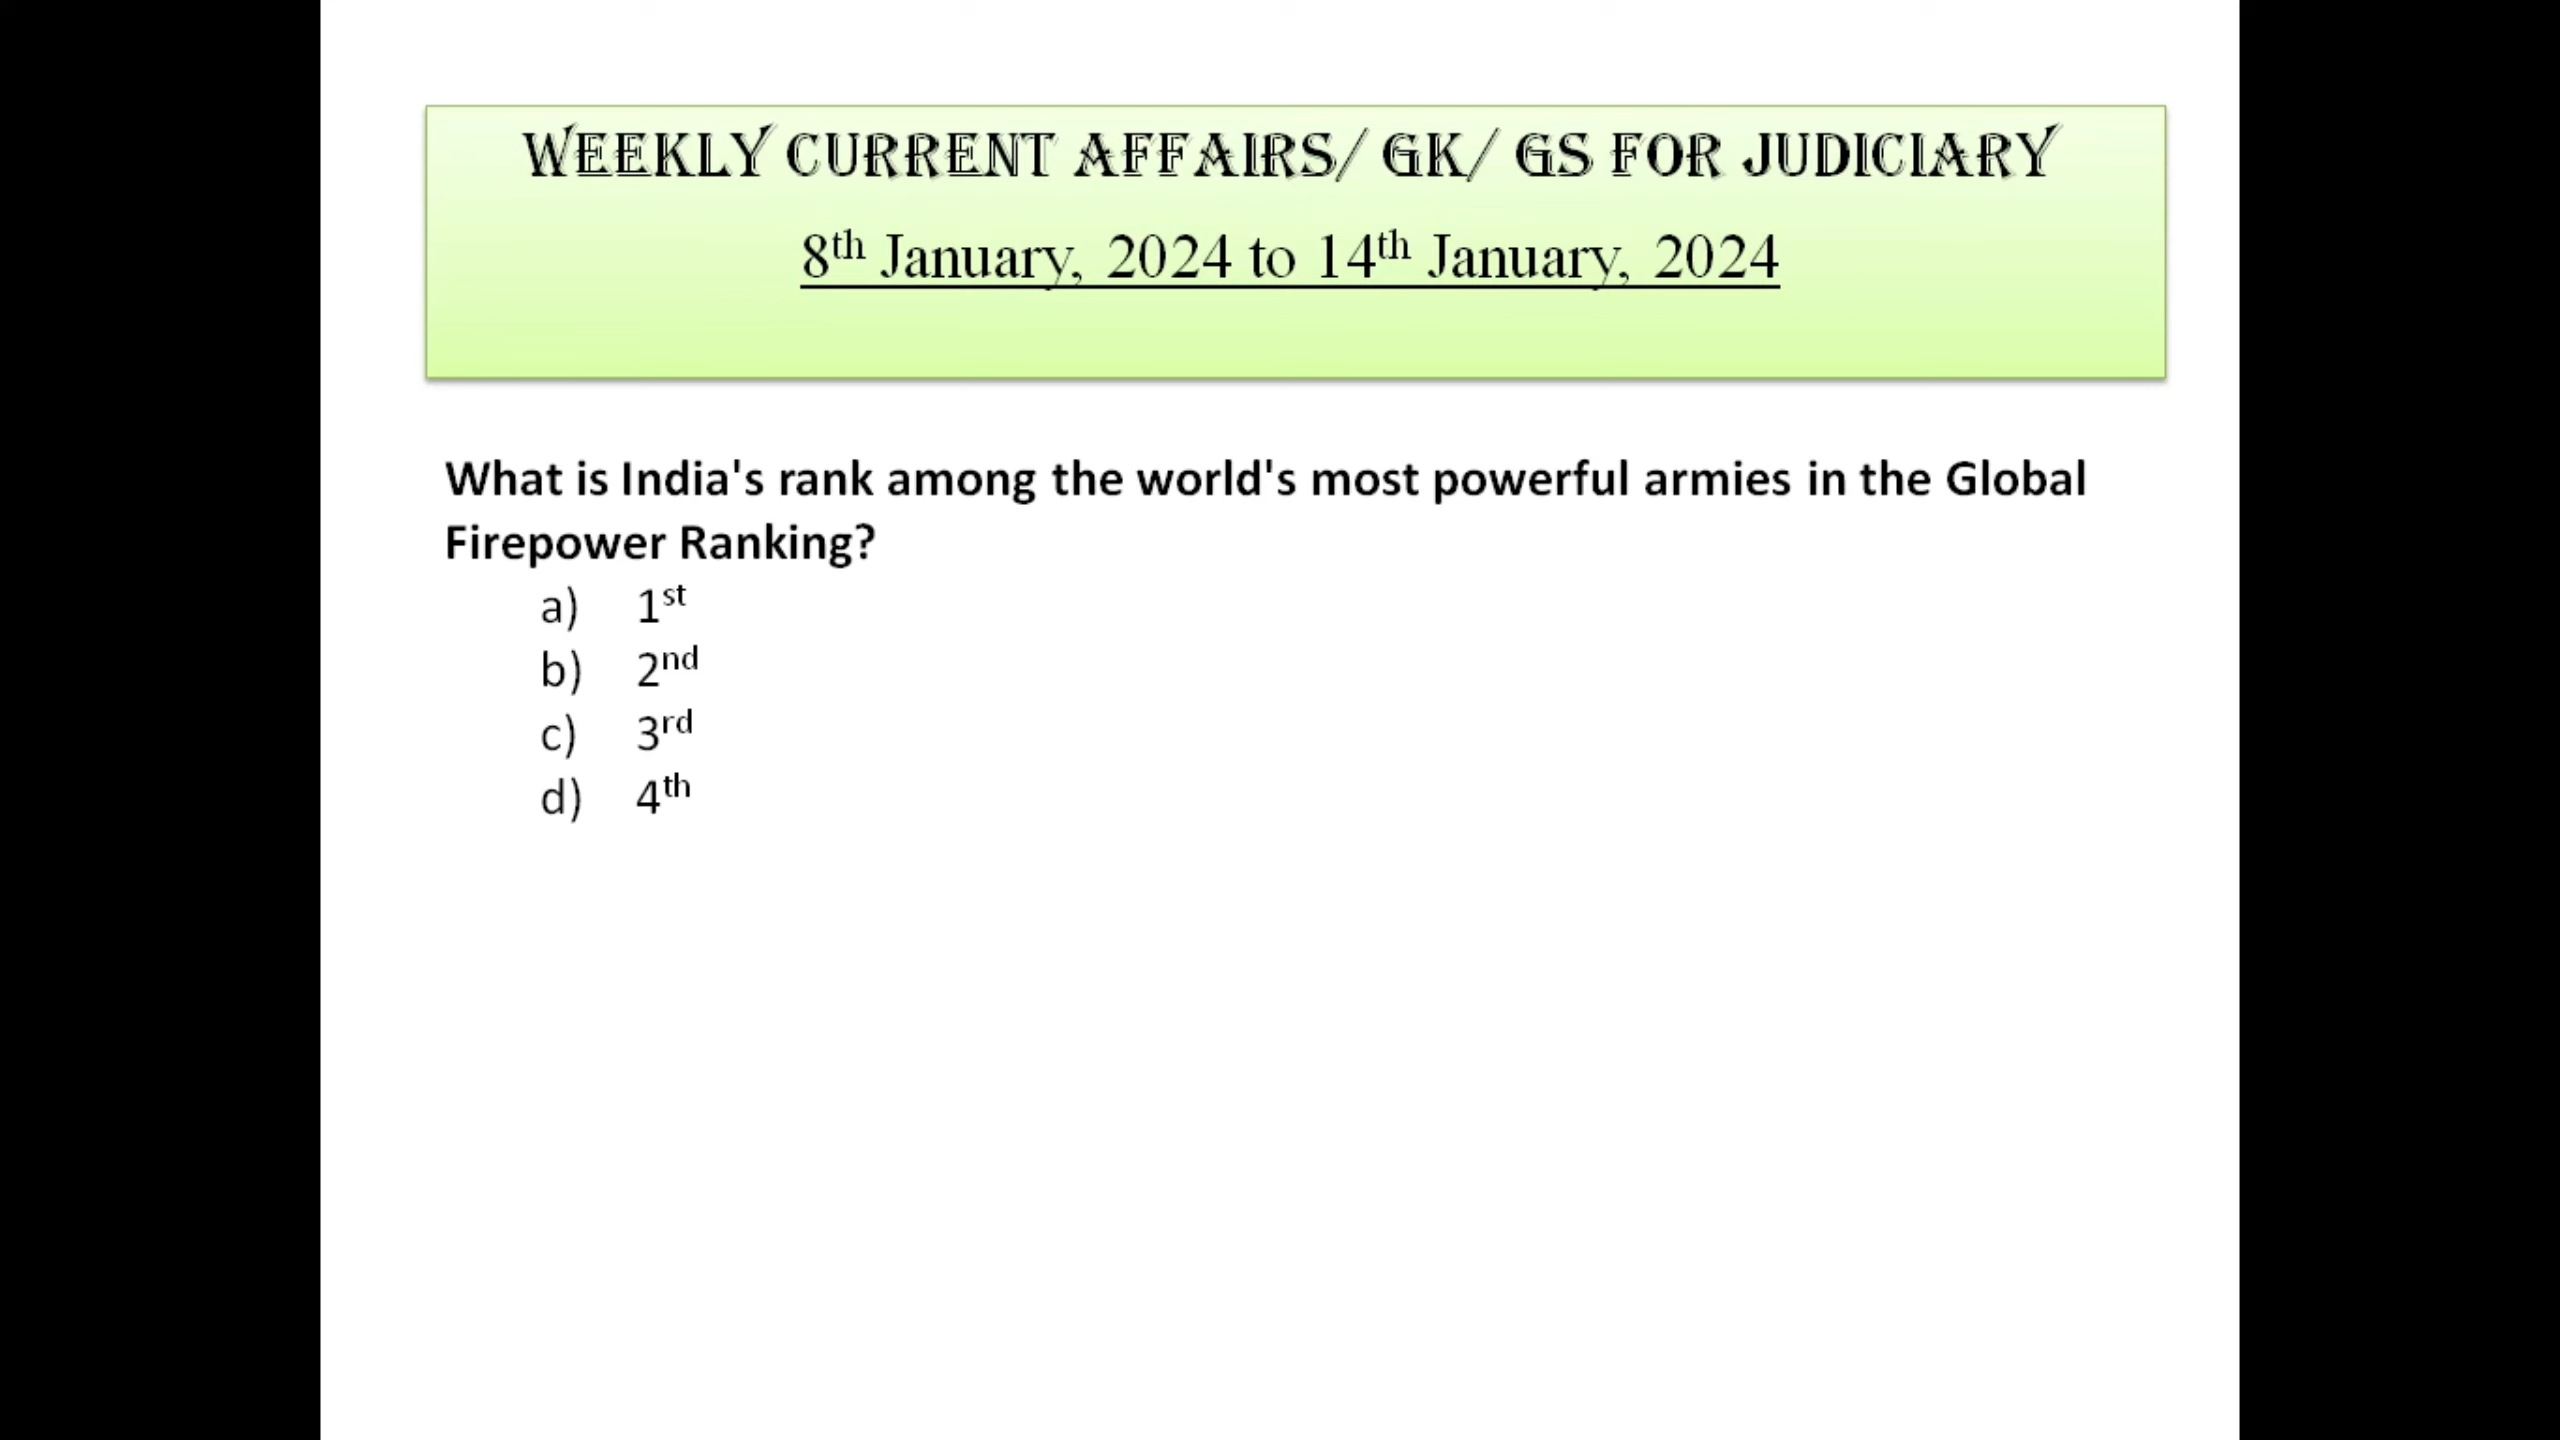 WEEKLY CURRENT AFFAIRS/ GK/ GS FOR JUDICIARY
8th January, 2024 to 14th January, 2024
What is India's rank among the world's most powerful armies in the Global
Firepower Ranking?
a) 1st
b) 2nd
c) 3rd
d) 4th